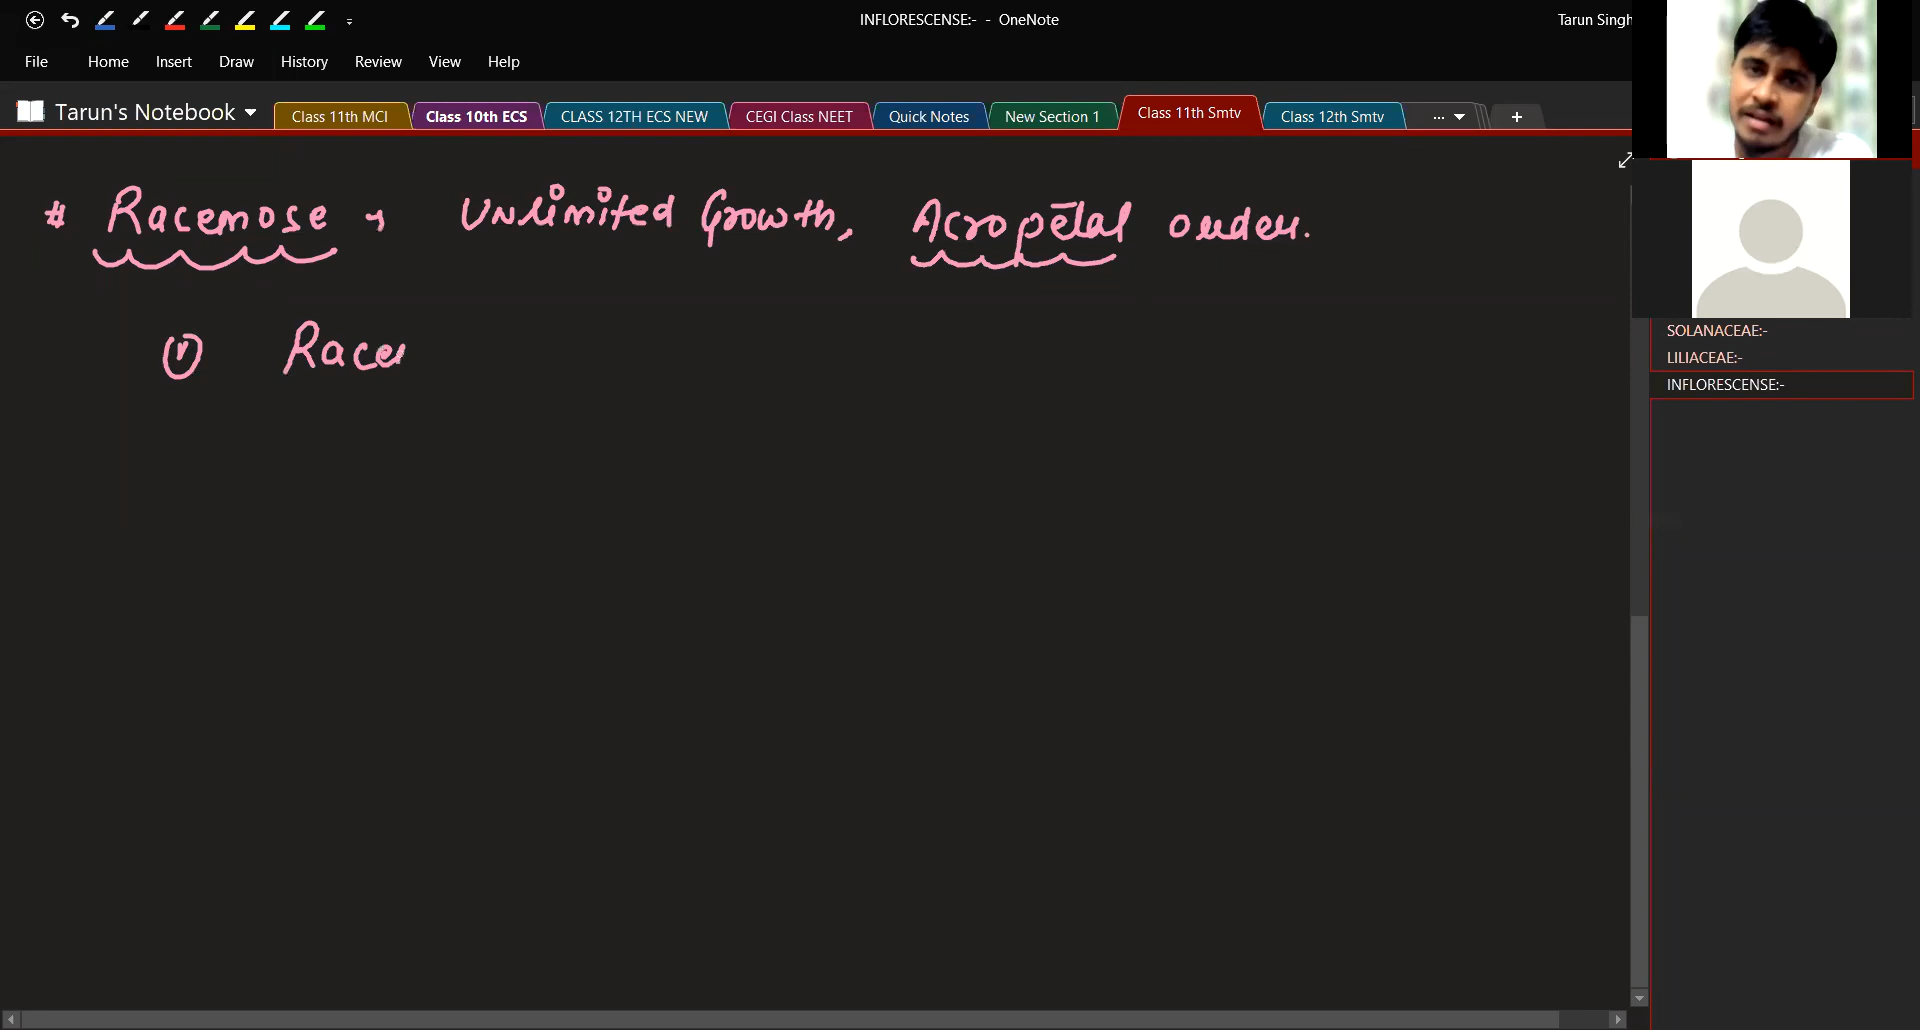 INFLORESCENSE:- - OneNote
Tarun Singh
File Home Insert Draw History Review View Help
Tarun's Notebook
Class 11th MCI Class 10th ECS CLASS 12TH ECS NEW CEGI Class NEET Quick Notes New Section 1 Class 11th Smtv Class 12th Smtv ... +
# Racemose → Unlimited Growth, Acropetal order.
① Racem
SOLANACEAE:-
LILIACEAE:-
INFLORESCENSE:-